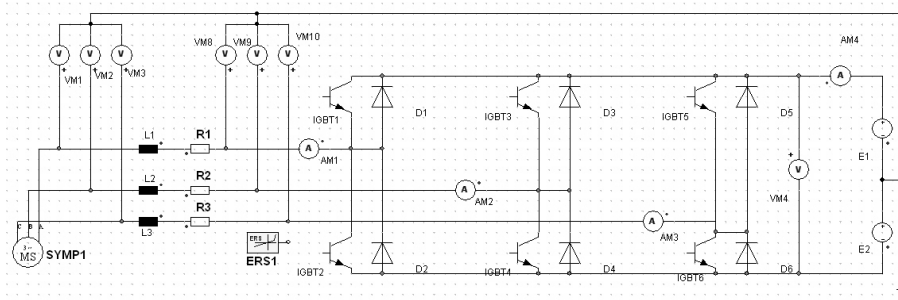 VM8 VM9 VM10
AM4
VM1 VM2 VM3
V V V V V V
A
IGBT1 D1 IGBT3 D3 IGBT5 D5
L1 R1
A AM1
E1
L2 R2
A AM2
V VM4
L3 R3
A AM3
C B A
3~
MS SYMP1
ERS
ERS1
IGBT2 D2 IGBT4 D4 IGBT6 D6
E2